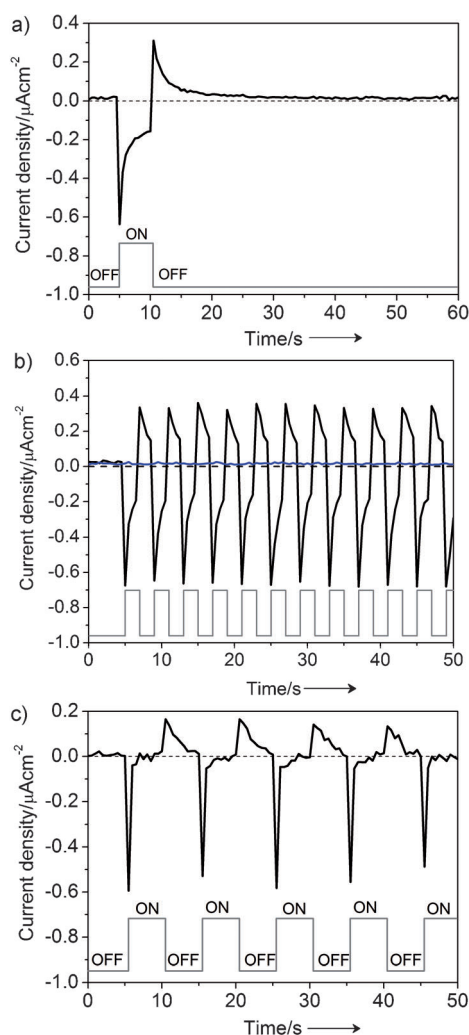 a)
0.4
0.2
0.0
-0.2
-0.4
-0.6
-0.8
-1.0
Current density/μAcm-2
ON
OFF OFF
0 10 20 30 40 50 60
Time/s
b)
0.6
0.4
0.2
0.0
-0.2
-0.4
-0.6
-0.8
-1.0
Current density/μAcm-2
0 10 20 30 40 50
Time/s
c)
0.2
0.0
-0.2
-0.4
-0.6
-0.8
-1.0
Current density/μAcm-2
ON ON ON ON ON
OFF OFF OFF OFF OFF
0 10 20 30 40 50
Time/s